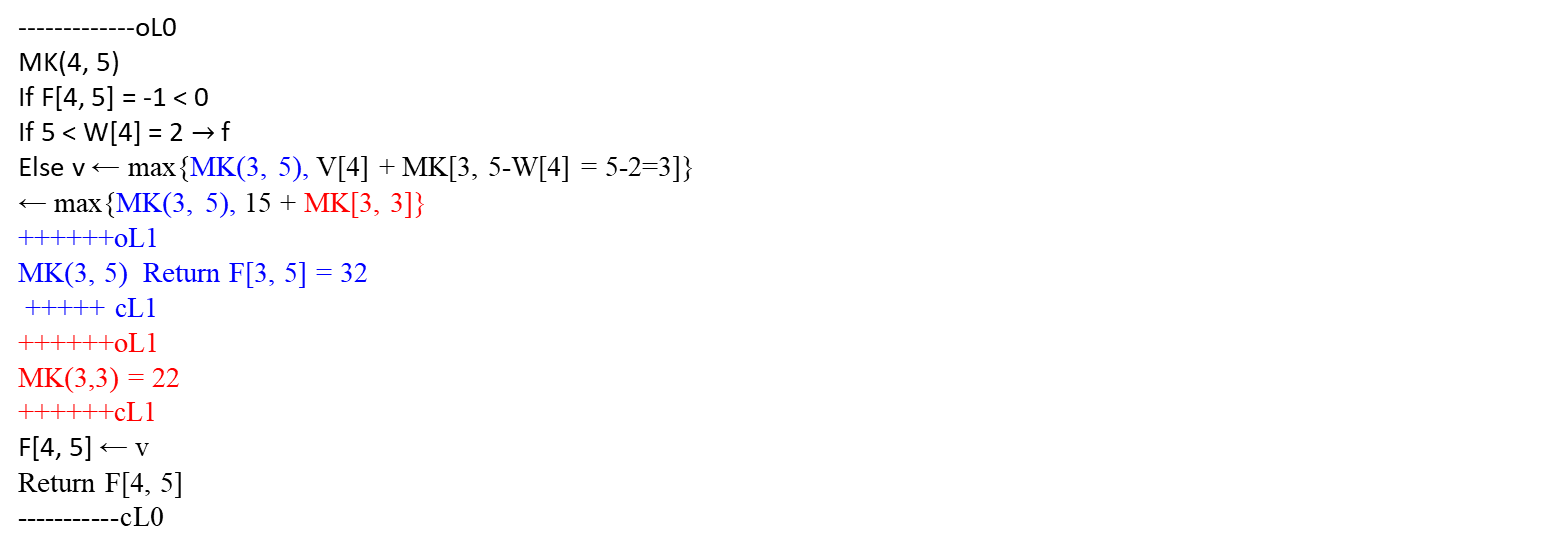 -------------oL0
MK(4, 5)
If F[4, 5] = -1 < 0
If 5 < W[4] = 2 → f
Else v ← max{MK(3, 5), V[4] + MK[3, 5-W[4] = 5-2=3]}
← max{MK(3, 5), 15 + MK[3, 3]}
++++++oL1
MK(3, 5) Return F[3, 5] = 32
+++++ cL1
++++++oL1
MK(3,3) = 22
++++++cL1
F[4, 5] ← v
Return F[4, 5]
-----------cL0